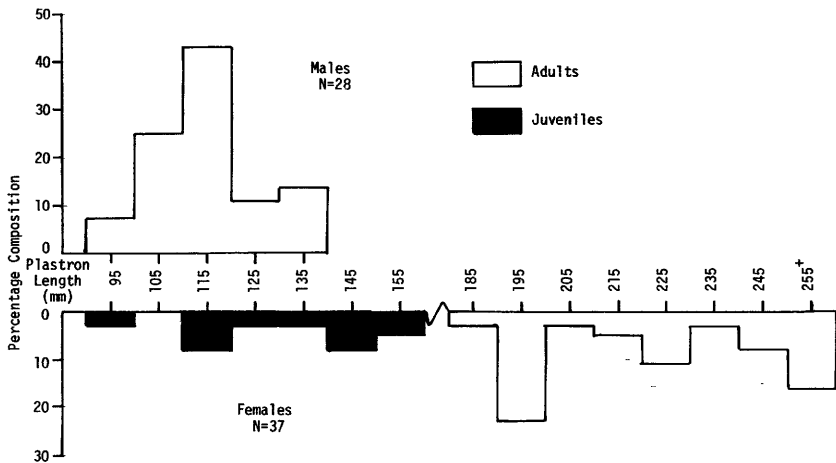 50
40
30
20
10
0
Males
N=28
Adults
Juveniles
Percentage Composition
Plastron
Length
(mm)
95
105
115
125
135
145
155
185
195
205
215
225
235
245
255
+
0
10
20
30
Females
N=37